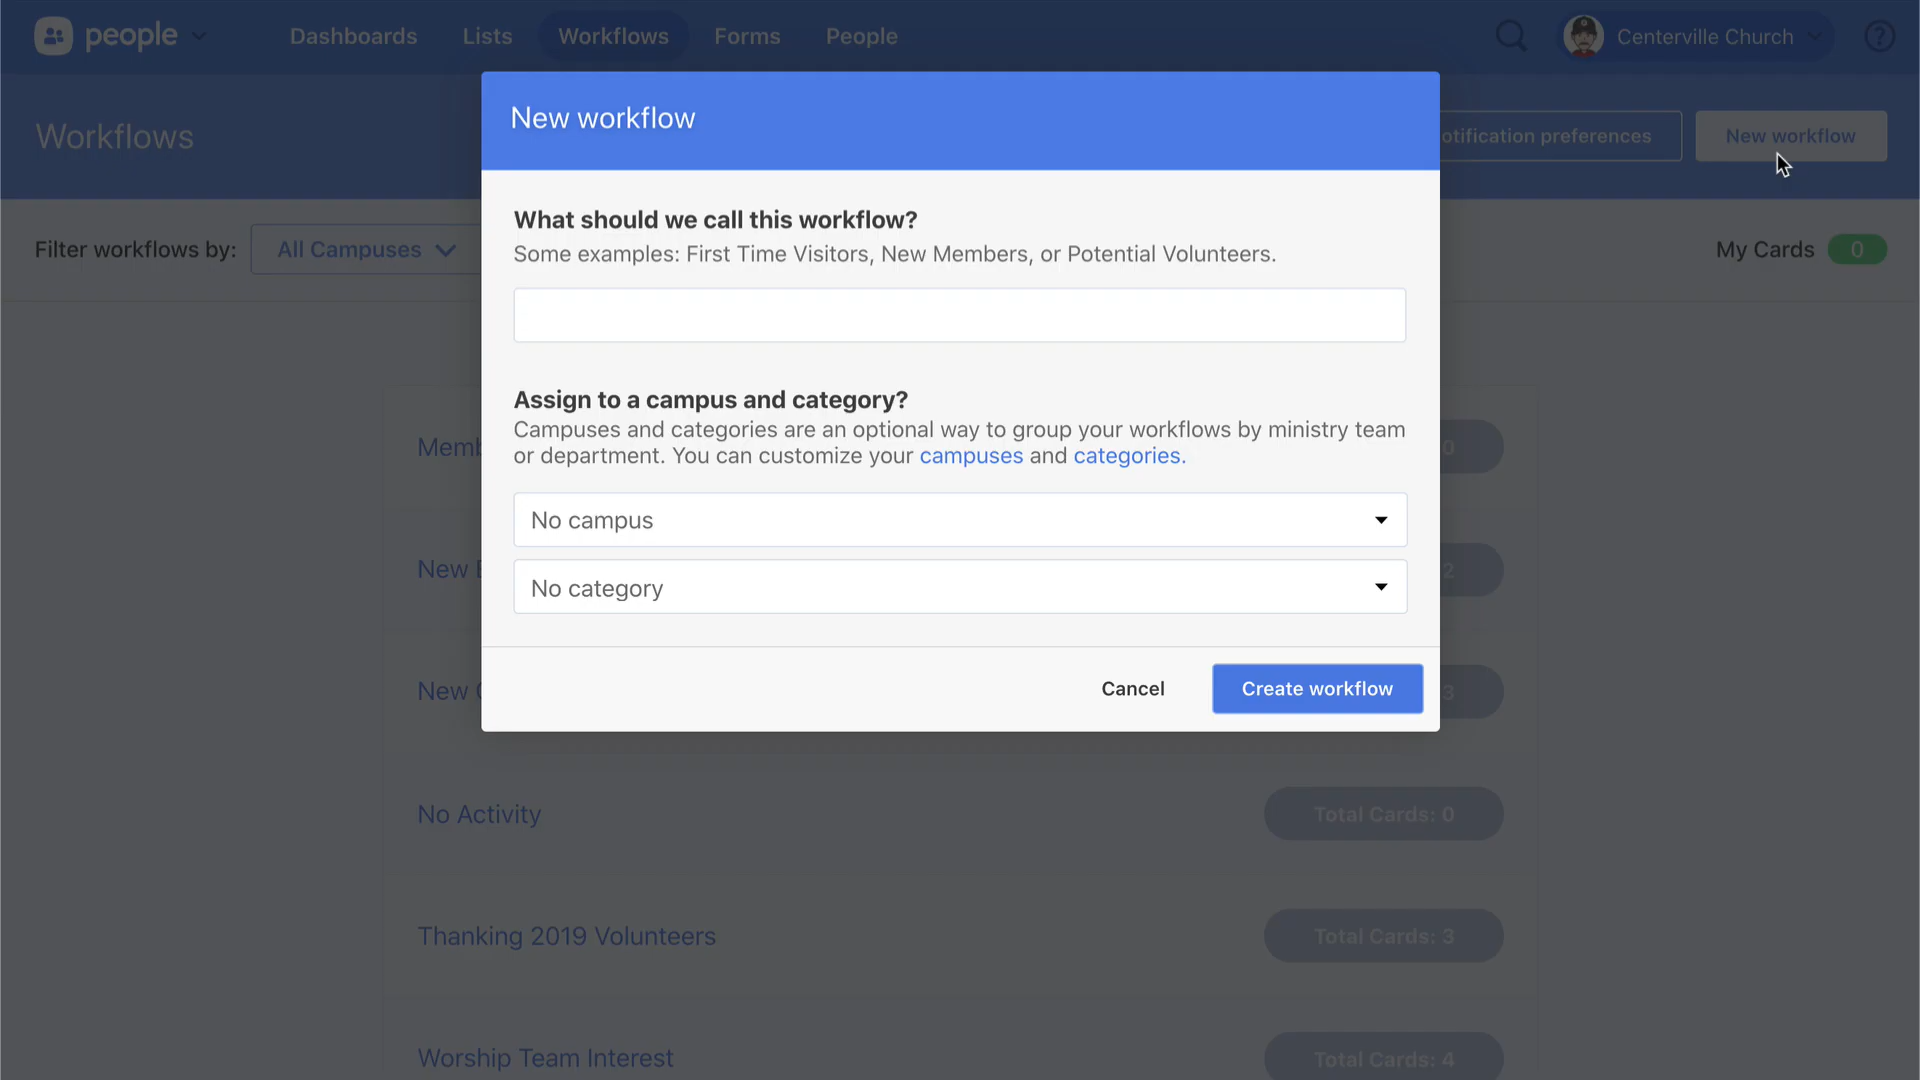 people
Dashboards
Lists
Workflows
Forms
People
Centerville Church
?
Workflows
otification preferences
New workflow
Filter workflows by:
All Campuses
My Cards
0
New workflow
What should we call this workflow?
Some examples: First Time Visitors, New Members, or Potential Volunteers.
Assign to a campus and category?
Campuses and categories are an optional way to group your workflows by ministry team
or department. You can customize your campuses and categories.
No campus
No category
Cancel
Create workflow
Memb
0
New
2
New
3
No Activity
Total Cards: 0
Thanking 2019 Volunteers
Total Cards: 3
Worship Team Interest
Total Cards: 4